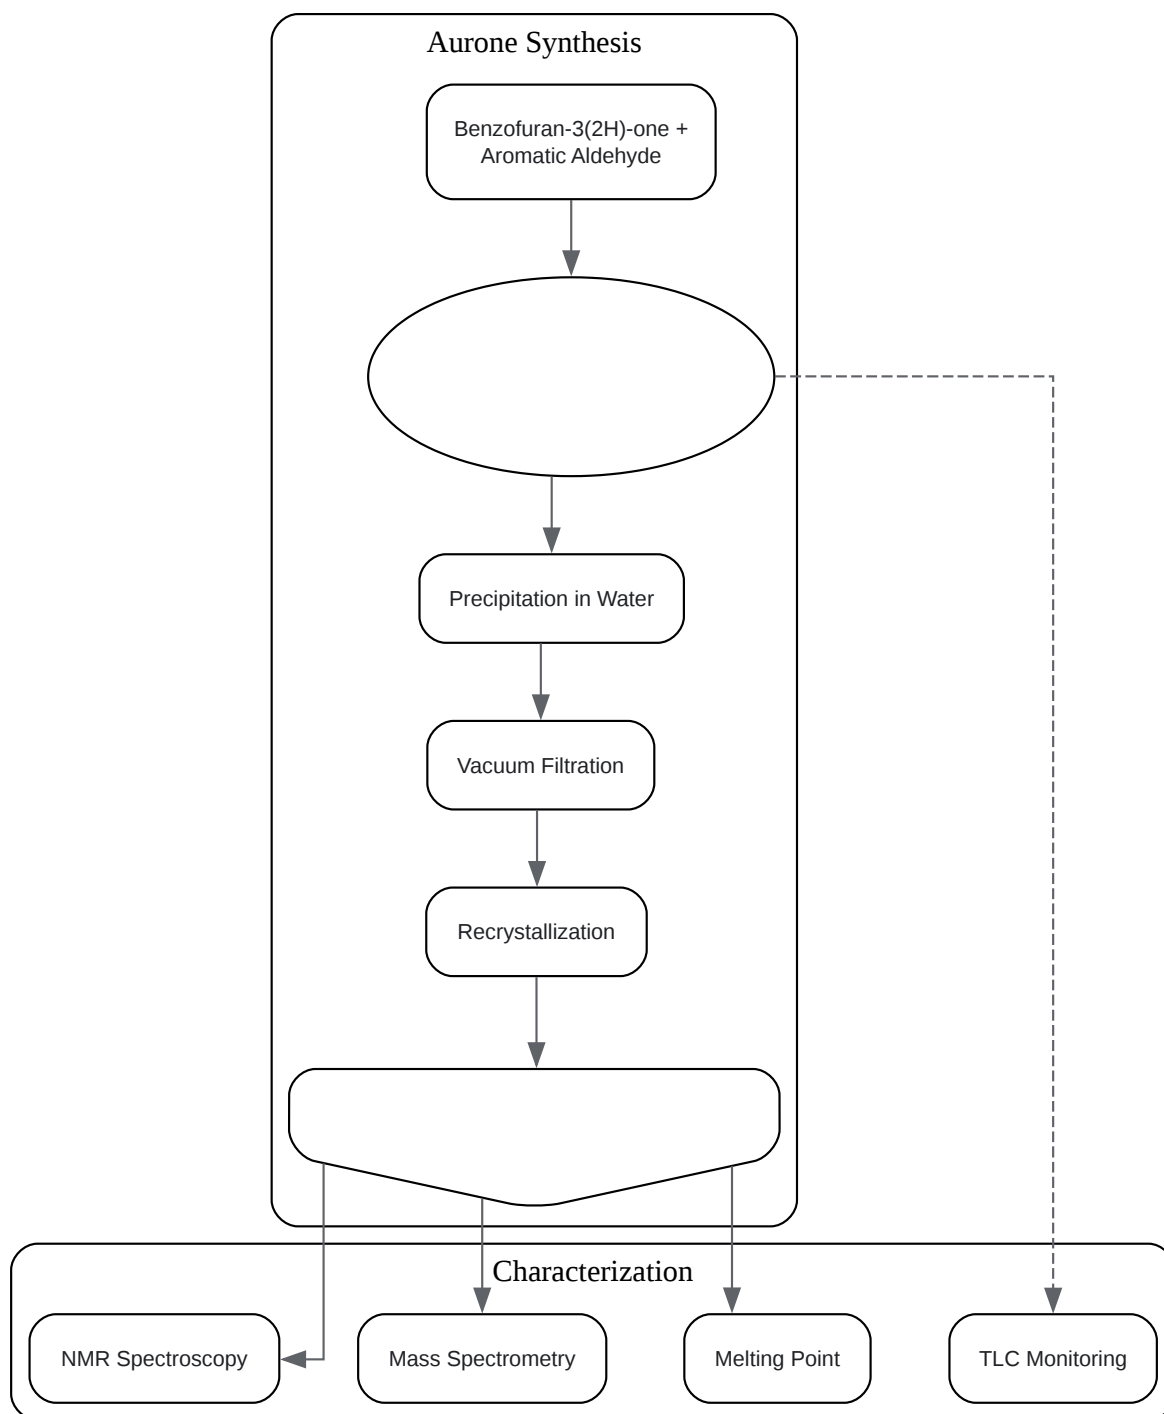 Aurone Synthesis
Benzofuran-3(2H)-one +
Aromatic Aldehyde
Precipitation in Water
Vacuum Filtration
Recrystallization
Characterization
NMR Spectroscopy
Mass Spectrometry
Melting Point
TLC Monitoring